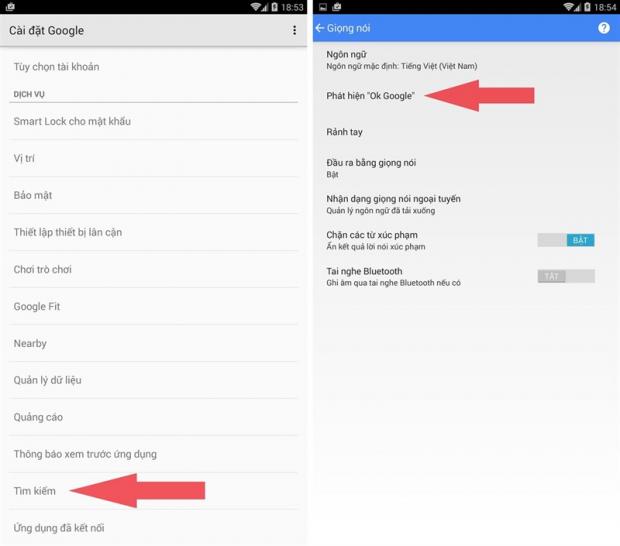 18:53
Cài đặt Google
Tùy chọn tài khoản
DỊCH VỤ
Smart Lock cho mật khẩu
Vị trí
Bảo mật
Thiết lập thiết bị lân cận
Chơi trò chơi
Google Fit
Nearby
Quản lý dữ liệu
Quảng cáo
Thông báo xem trước ứng dụng
Tìm kiếm
Ứng dụng đã kết nối
18:54
Giọng nói
?
Ngôn ngữ
Ngôn ngữ mặc định: Tiếng Việt (Việt Nam)
Phát hiện "Ok Google"
Rảnh tay
Đầu ra bằng giọng nói
Bật
Nhận dạng giọng nói ngoại tuyến
Quản lý ngôn ngữ đã tải xuống
Chặn các từ xúc phạm
Ẩn kết quả lời nói xúc phạm
BẬT
Tai nghe Bluetooth
Ghi âm qua tai nghe Bluetooth nếu có
TẮT